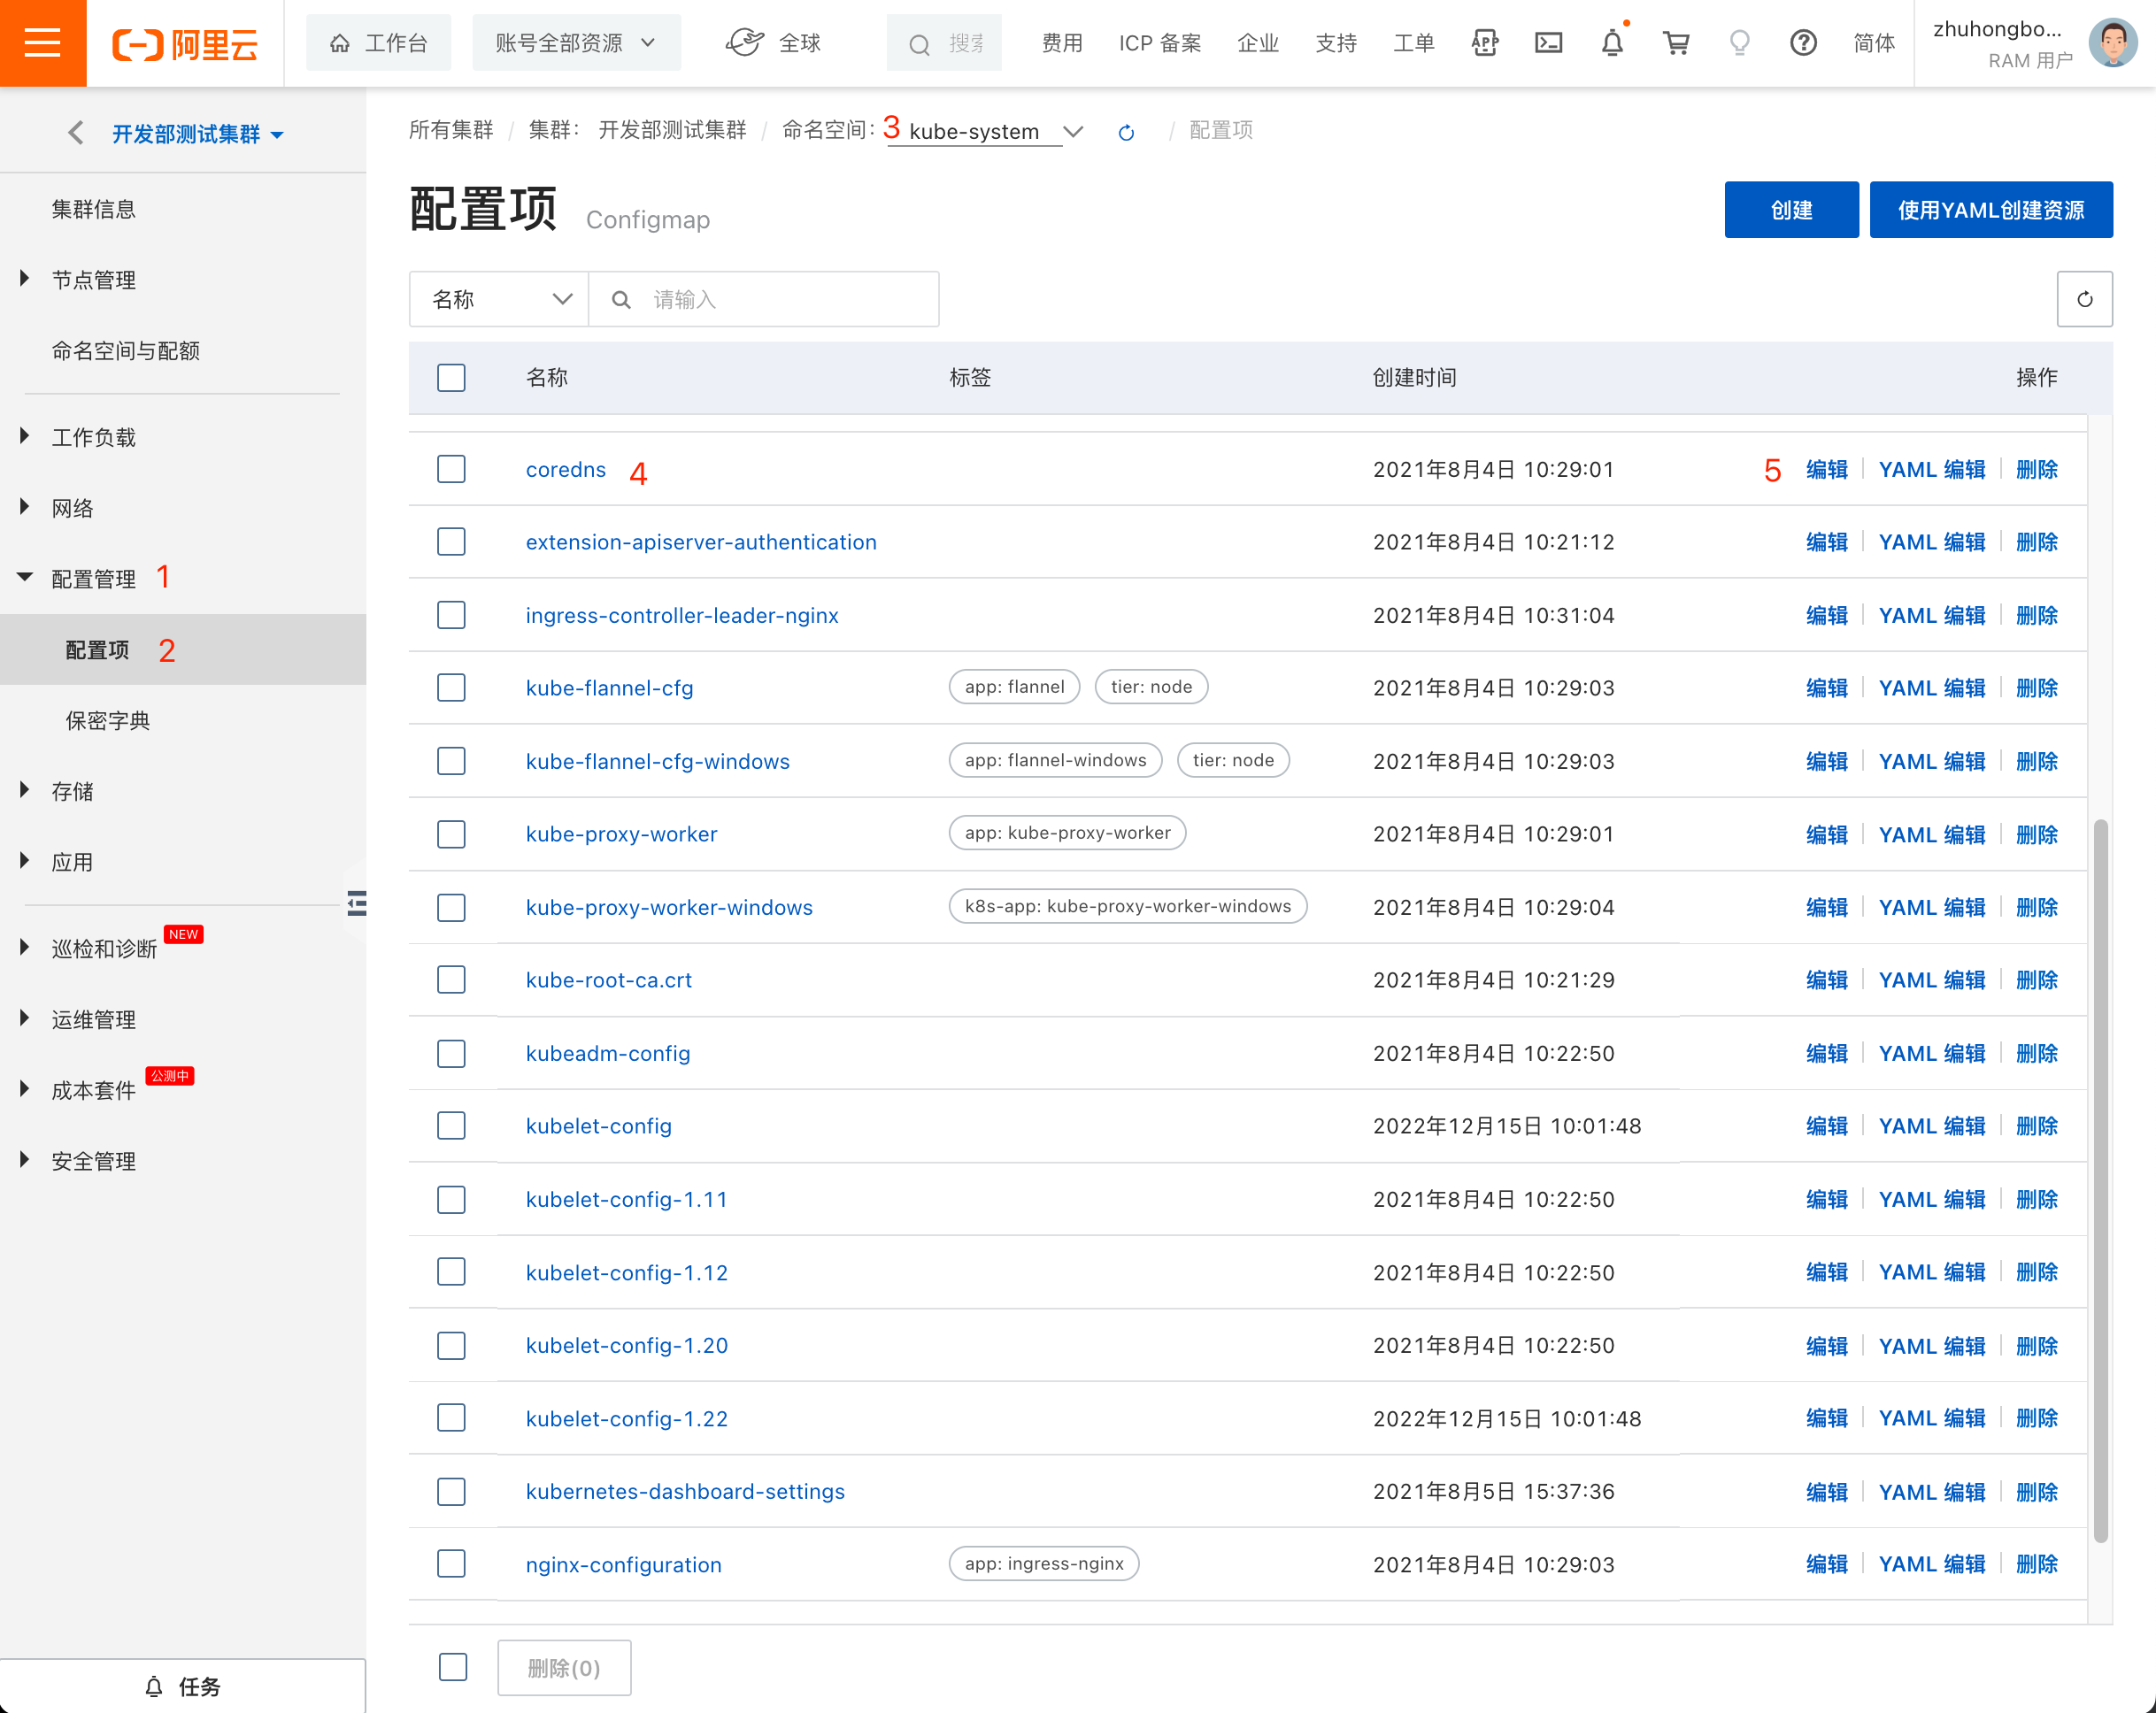 阿里云 工作台 账号全部资源 全球 搜索 费用 ICP 备案 企业 支持 工单 APP 简体 zhuhongbo...
RAM 用户
开发部测试集群
集群信息
节点管理
命名空间与配额
工作负载
网络
配置管理 1
配置项 2
保密字典
存储
应用
巡检和诊断 NEW
运维管理
成本套件 公测中
安全管理
任务
所有集群 / 集群： 开发部测试集群 / 命名空间: 3 kube-system / 配置项
配置项 Configmap
创建 使用YAML创建资源
名称 请输入
名称 标签 创建时间 操作
coredns 4 2021年8月4日 10:29:01 5 编辑 YAML 编辑 删除
extension-apiserver-authentication 2021年8月4日 10:21:12 编辑 YAML 编辑 删除
ingress-controller-leader-nginx 2021年8月4日 10:31:04 编辑 YAML 编辑 删除
kube-flannel-cfg app: flannel tier: node 2021年8月4日 10:29:03 编辑 YAML 编辑 删除
kube-flannel-cfg-windows app: flannel-windows tier: node 2021年8月4日 10:29:03 编辑 YAML 编辑 删除
kube-proxy-worker app: kube-proxy-worker 2021年8月4日 10:29:01 编辑 YAML 编辑 删除
kube-proxy-worker-windows k8s-app: kube-proxy-worker-windows 2021年8月4日 10:29:04 编辑 YAML 编辑 删除
kube-root-ca.crt 2021年8月4日 10:21:29 编辑 YAML 编辑 删除
kubeadm-config 2021年8月4日 10:22:50 编辑 YAML 编辑 删除
kubelet-config 2022年12月15日 10:01:48 编辑 YAML 编辑 删除
kubelet-config-1.11 2021年8月4日 10:22:50 编辑 YAML 编辑 删除
kubelet-config-1.12 2021年8月4日 10:22:50 编辑 YAML 编辑 删除
kubelet-config-1.20 2021年8月4日 10:22:50 编辑 YAML 编辑 删除
kubelet-config-1.22 2022年12月15日 10:01:48 编辑 YAML 编辑 删除
kubernetes-dashboard-settings 2021年8月5日 15:37:36 编辑 YAML 编辑 删除
nginx-configuration app: ingress-nginx 2021年8月4日 10:29:03 编辑 YAML 编辑 删除
删除(0)